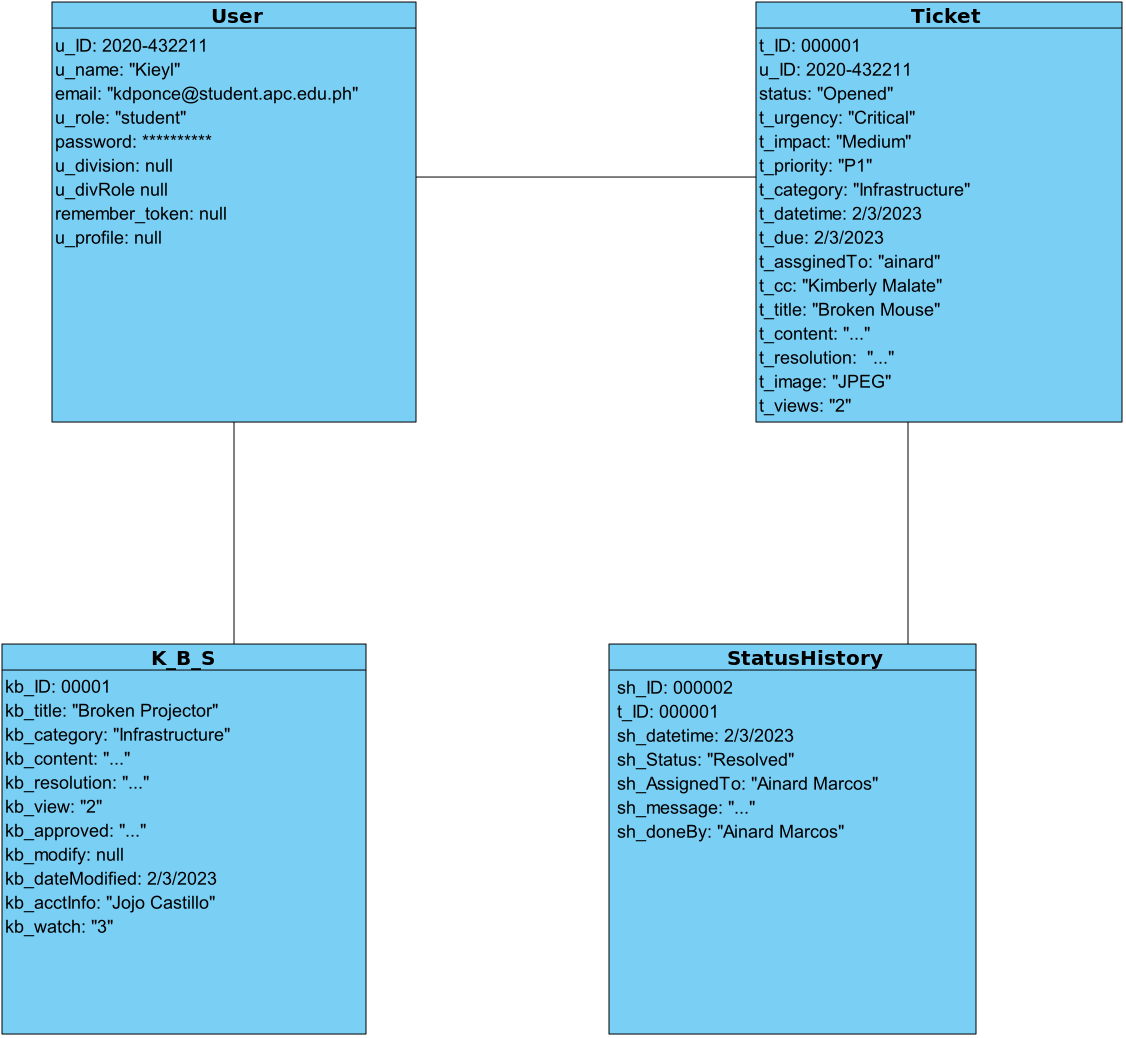 User
u_ID: 2020-432211
u_name: "Kieyl"
email: "kdponce@student.apc.edu.ph"
u_role: "student"
password: **********
u_division: null
u_divRole null
remember_token: null
u_profile: null
Ticket
t_ID: 000001
u_ID: 2020-432211
status: "Opened"
t_urgency: "Critical"
t_impact: "Medium"
t_priority: "P1"
t_category: "Infrastructure"
t_datetime: 2/3/2023
t_due: 2/3/2023
t_assginedTo: "ainard"
t_cc: "Kimberly Malate"
t_title: "Broken Mouse"
t_content: "..."
t_resolution:  "..."
t_image: "JPEG"
t_views: "2"
K_B_S
kb_ID: 00001
kb_title: "Broken Projector"
kb_category: "Infrastructure"
kb_content: "..."
kb_resolution: "..."
kb_view: "2"
kb_approved: "..."
kb_modify: null
kb_dateModified: 2/3/2023
kb_acctInfo: "Jojo Castillo"
kb_watch: "3"
StatusHistory
sh_ID: 000002
t_ID: 000001
sh_datetime: 2/3/2023
sh_Status: "Resolved"
sh_AssignedTo: "Ainard Marcos"
sh_message: "..."
sh_doneBy: "Ainard Marcos"